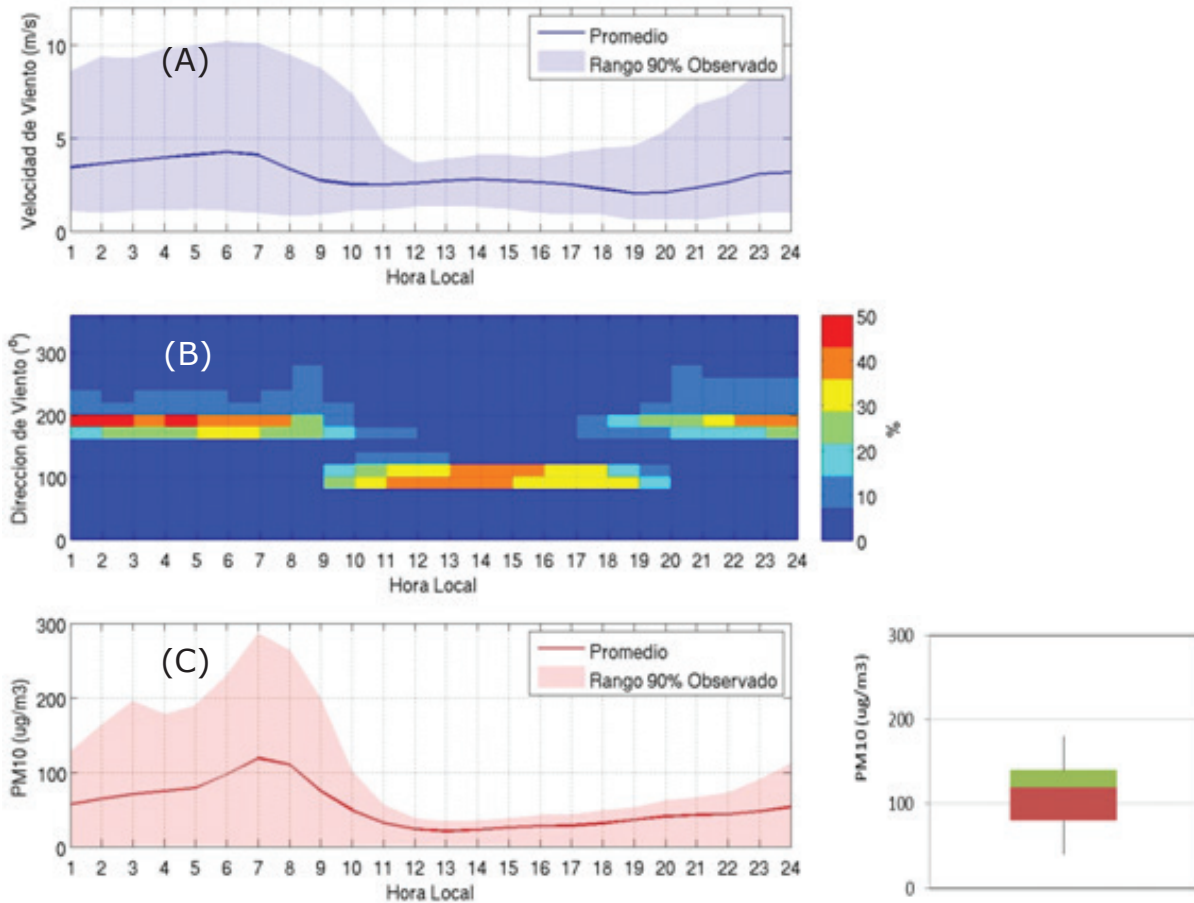 Velocidad de Viento (m/s)
10
5
0
(A)
Promedio
Rango 90% Observado
1 2 3 4 5 6 7 8 9 10 11 12 13 14 15 16 17 18 19 20 21 22 23 24
Hora Local
Direccion de Viento (º)
300
200
100
0
(B)
50
40
30
20
10
0
%
1 2 3 4 5 6 7 8 9 10 11 12 13 14 15 16 17 18 19 20 21 22 23 24
Hora Local
PM10 (ug/m3)
300
200
100
0
(C)
Promedio
Rango 90% Observado
1 2 3 4 5 6 7 8 9 10 11 12 13 14 15 16 17 18 19 20 21 22 23 24
Hora Local
PM10 (ug/m3)
300
200
100
0